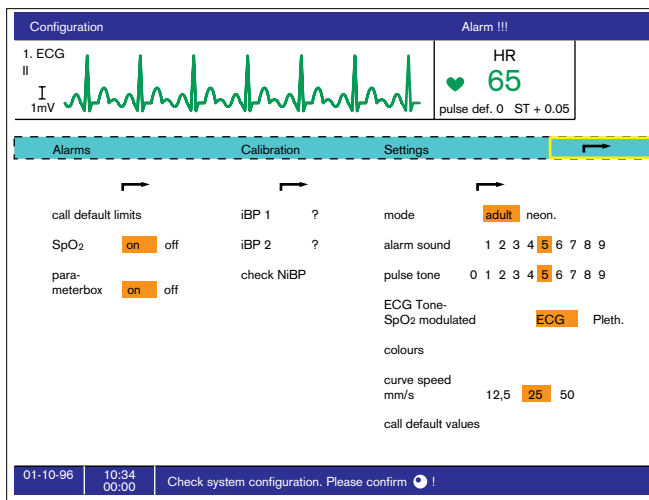 Configuration Alarm !!!
1. ECG
II
1mV
HR
65
pulse def. 0 ST + 0.05
Alarms Calibration Settings
call default limits iBP 1 ? mode adult neon.
SpO2 on off iBP 2 ? alarm sound 1 2 3 4 5 6 7 8 9
para-
meterbox on off check NiBP pulse tone 0 1 2 3 4 5 6 7 8 9
ECG Tone-
SpO2 modulated ECG Pleth.
colours
curve speed
mm/s 12,5 25 50
call default values
01-10-96 10:34
00:00 Check system configuration. Please confirm !